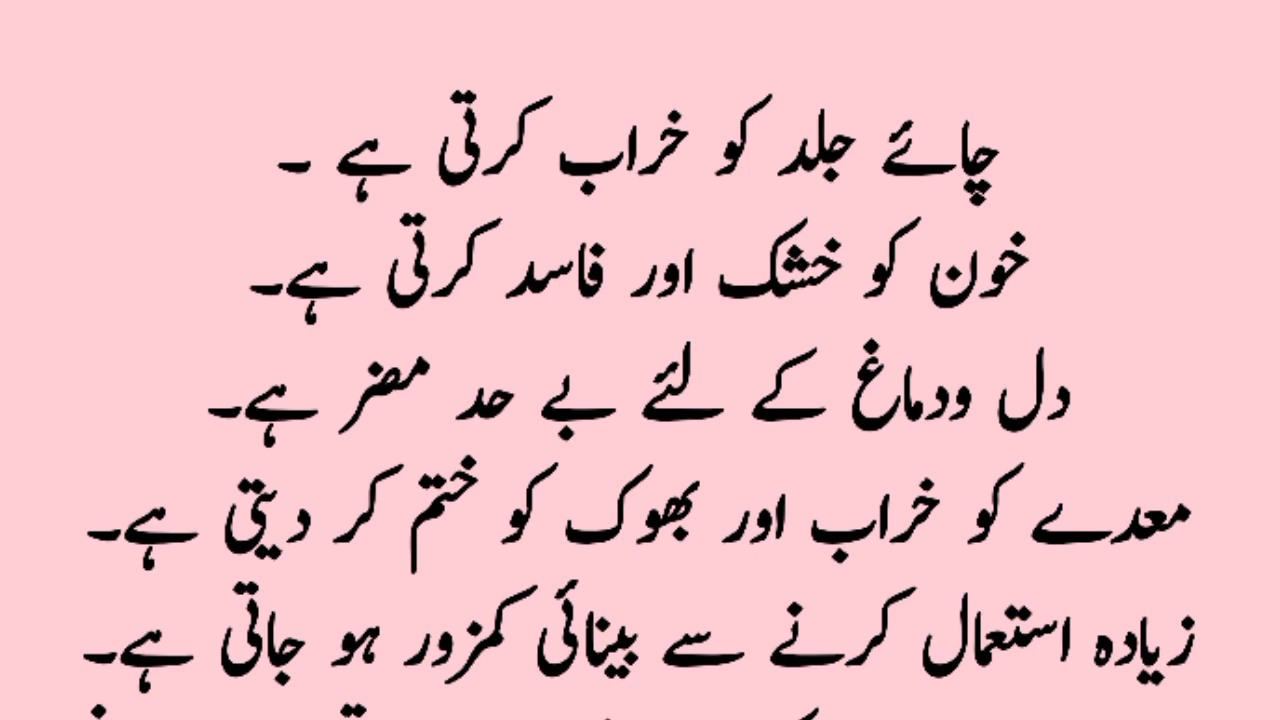 چائے جلد کو خراب کرتی ہے ۔
خون کو خشک اور فاسد کرتی ہے۔
دل ودماغ کے لئے بے حد مضر ہے۔
معدے کو خراب اور بھوک کو ختم کر دیتی ہے۔
زیادہ استعمال کرنے سے بینائی کمزور ہو جاتی ہے۔